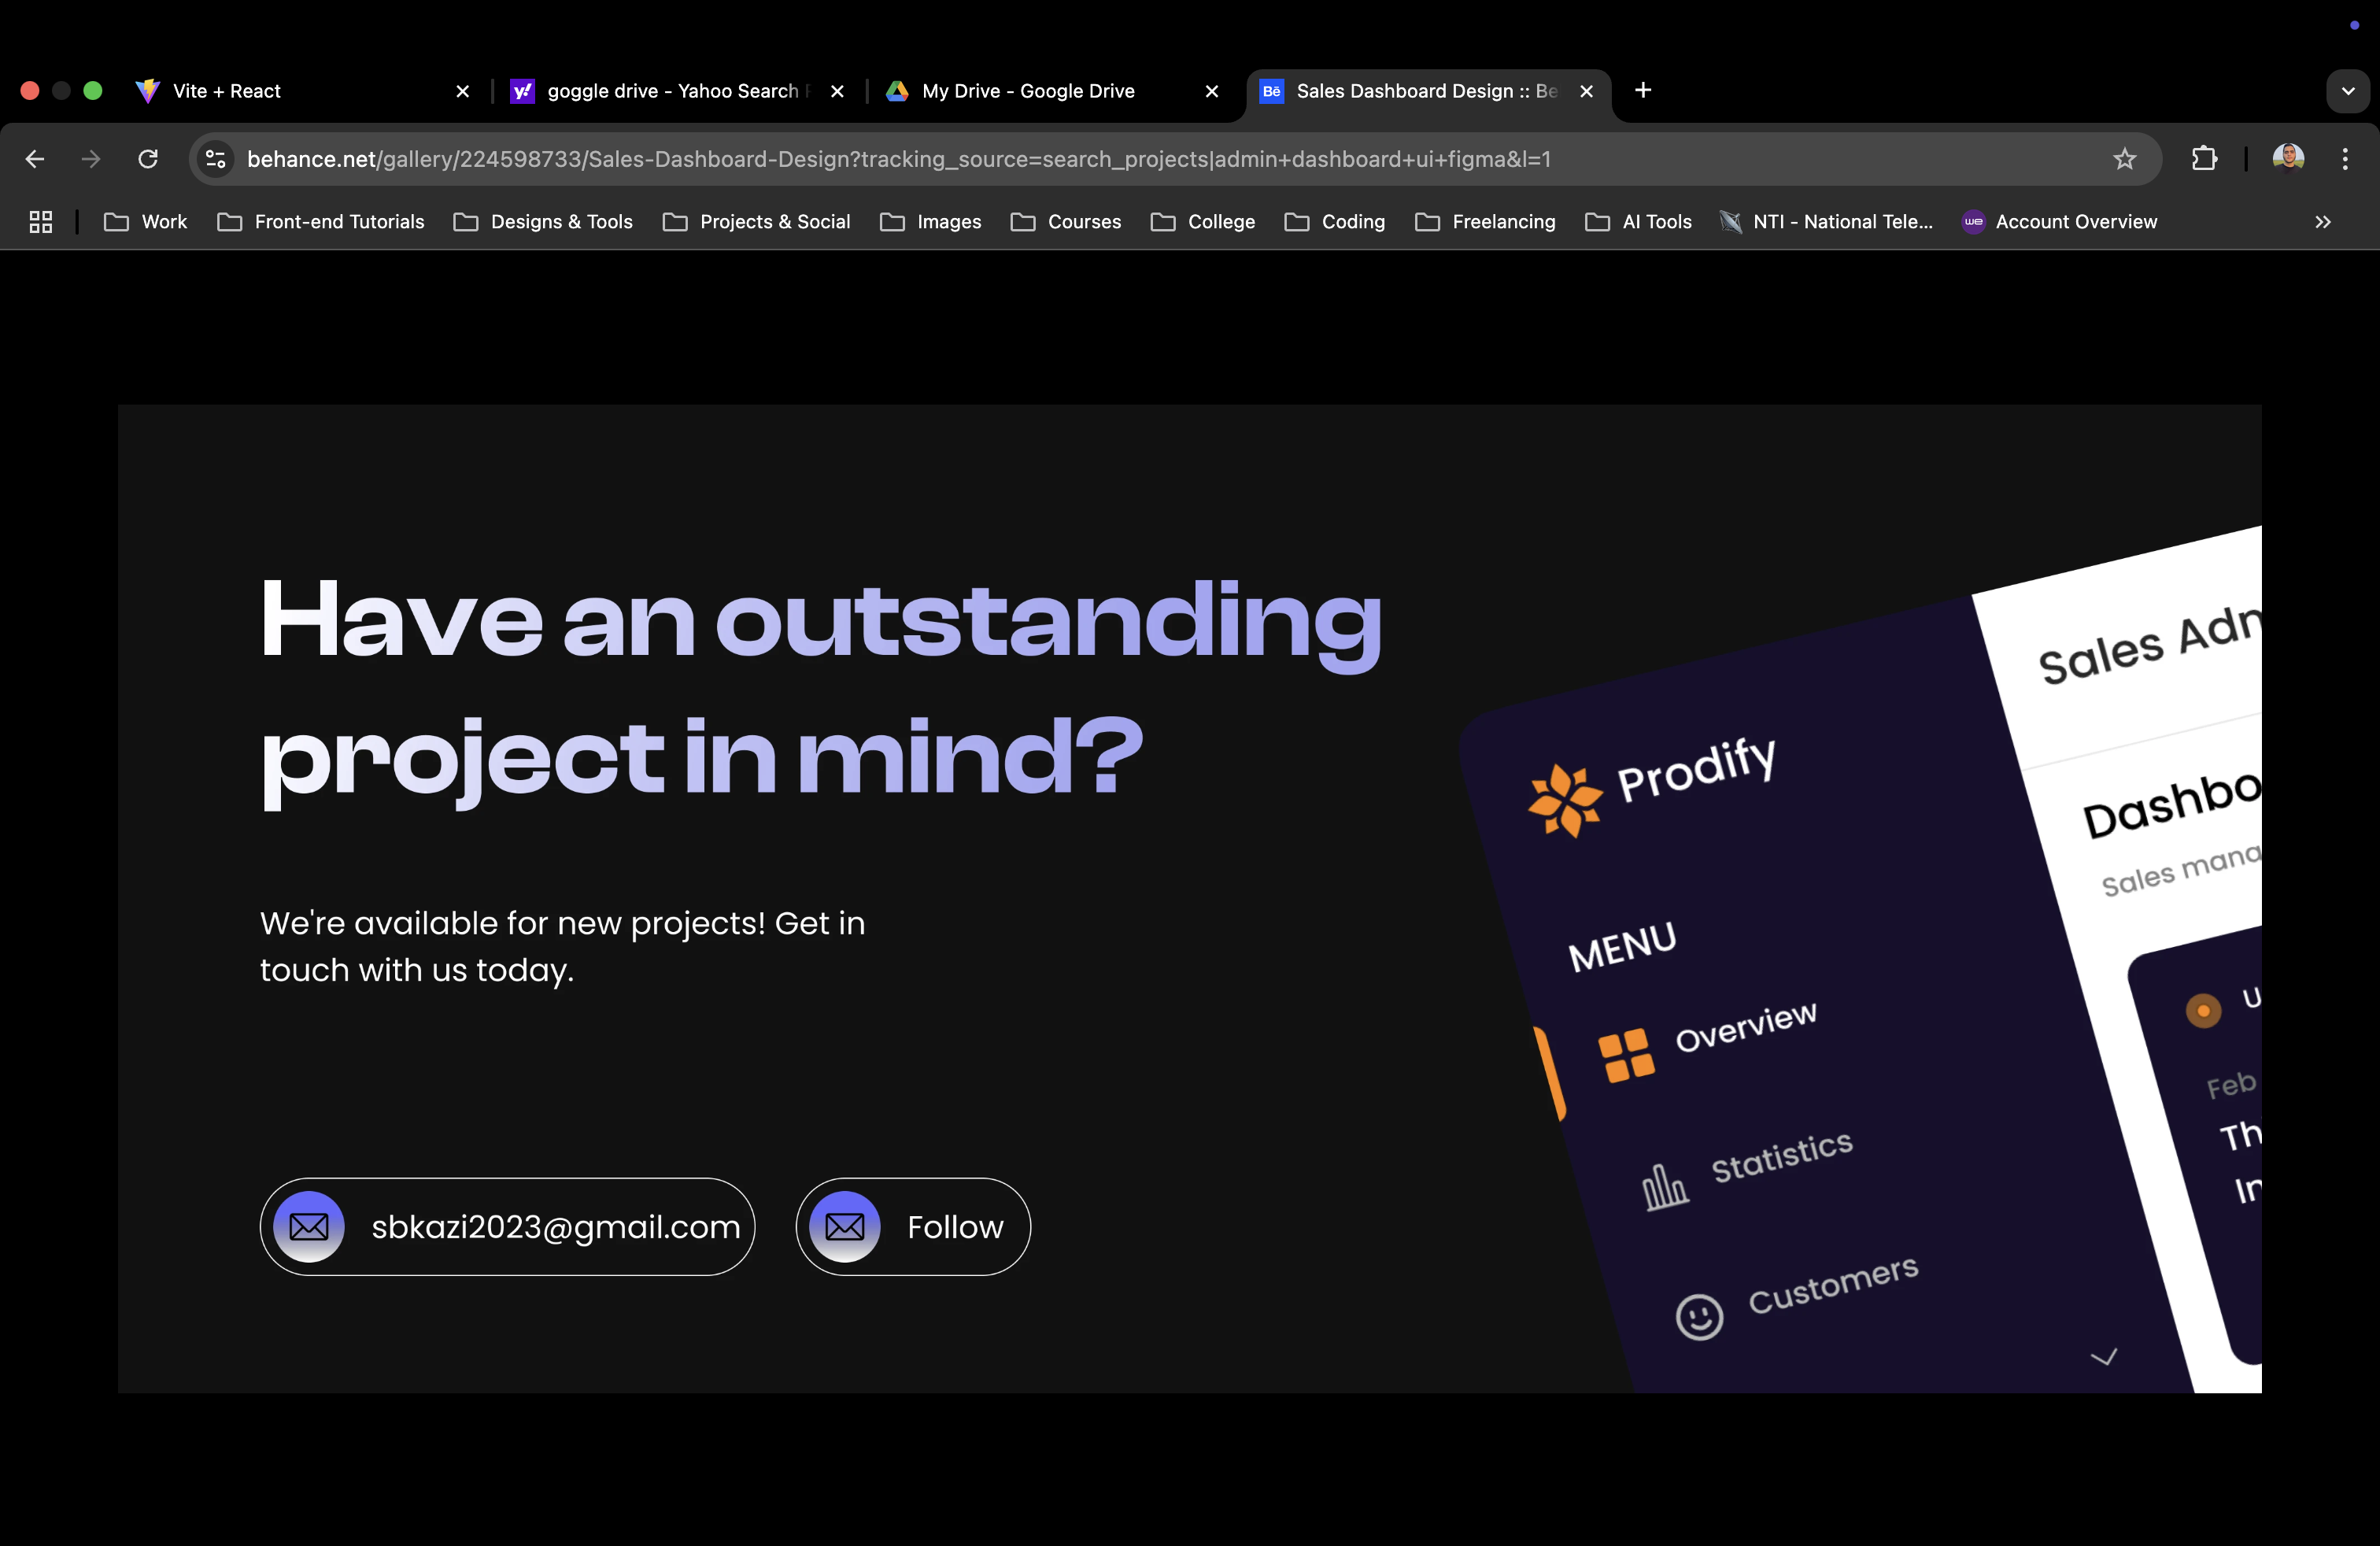 Vite + React
goggle drive - Yahoo Search
My Drive - Google Drive
Sales Dashboard Design :: Be
behance.net/gallery/224598733/Sales-Dashboard-Design?tracking_source=search_projects|admin+dashboard+ui+figma&l=1
Work
Front-end Tutorials
Designs & Tools
Projects & Social
Images
Courses
College
Coding
Freelancing
AI Tools
NTI - National Tele...
Account Overview
Have an outstanding
project in mind?
We're available for new projects! Get in
touch with us today.
sbkazi2023@gmail.com
Follow
Prodify
MENU
Overview
Statistics
Customers
Sales Adm
Dashbo
Sales mana
U
Feb
Th
In